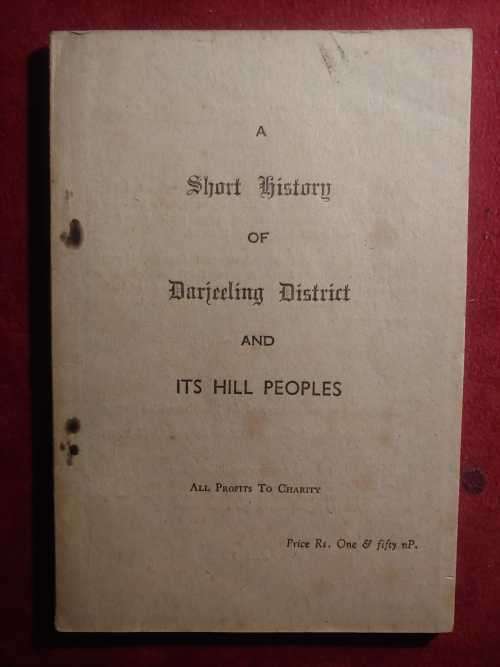 A
Short History
OF
Darjeeling District
AND
ITS HILL PEOPLES
ALL PROFITS TO CHARITY
Price Rs. One & fifty nP.